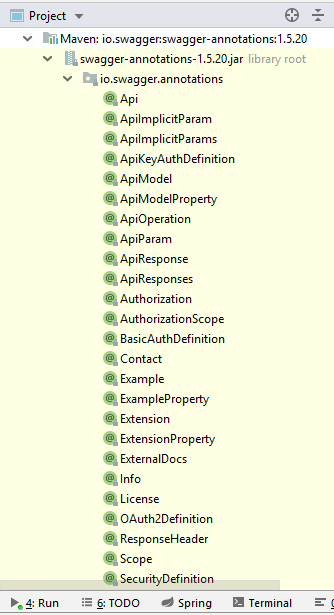 Project
Maven: io.swagger:swagger-annotations:1.5.20
swagger-annotations-1.5.20.jar library root
io.swagger.annotations
Api
ApiImplicitParam
ApiImplicitParams
ApiKeyAuthDefinition
ApiModel
ApiModelProperty
ApiOperation
ApiParam
ApiResponse
ApiResponses
Authorization
AuthorizationScope
BasicAuthDefinition
Contact
Example
ExampleProperty
Extension
ExtensionProperty
ExternalDocs
Info
License
OAuth2Definition
ResponseHeader
Scope
SecurityDefinition
4: Run 6: TODO Spring Terminal